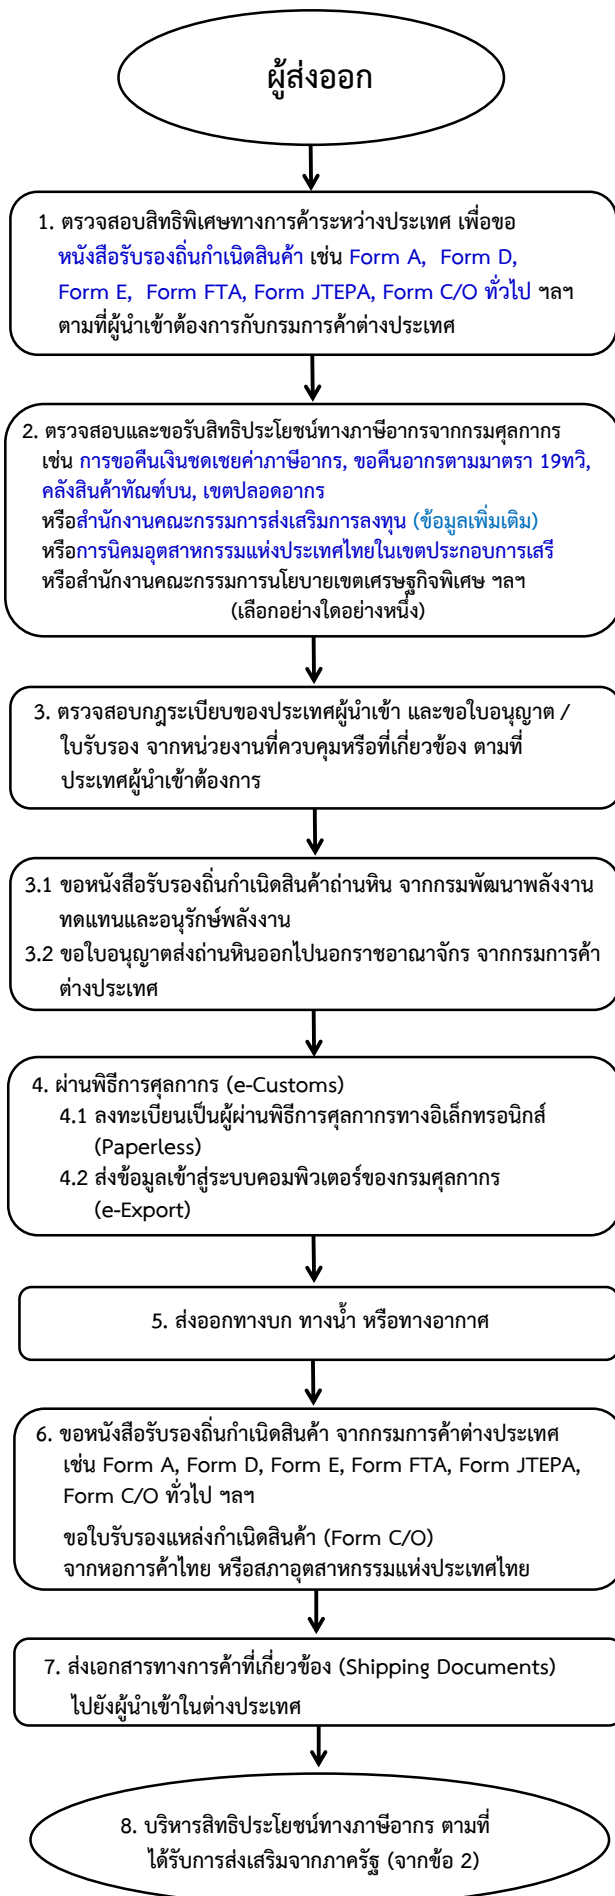 ผู้ส่งออก
1. ตรวจสอบสิทธิพิเศษทางการค้าระหว่างประเทศ เพื่อขอ
หนังสือรับรองถิ่นกำเนิดสินค้า เช่น Form A, Form D,
Form E, Form FTA, Form JTEPA, Form C/O ทั่วไป ฯลฯ
ตามที่ผู้นำเข้าต้องการกับกรมการค้าต่างประเทศ
2. ตรวจสอบและขอรับสิทธิประโยชน์ทางภาษีอากรจากกรมศุลกากร
เช่น การขอคืนเงินชดเชยค่าภาษีอากร, ขอคืนอากรตามมาตรา 19ทวิ,
คลังสินค้าทัณฑ์บน, เขตปลอดอากร
หรือสำนักงานคณะกรรมการส่งเสริมการลงทุน (ข้อมูลเพิ่มเติม)
หรือการนิคมอุตสาหกรรมแห่งประเทศไทยในเขตประกอบการเสรี
หรือสำนักงานคณะกรรมการนโยบายเขตเศรษฐกิจพิเศษ ฯลฯ
(เลือกอย่างใดอย่างหนึ่ง)
3. ตรวจสอบกฎระเบียบของประเทศผู้นำเข้า และขอใบอนุญาต /
ใบรับรอง จากหน่วยงานที่ควบคุมหรือที่เกี่ยวข้อง ตามที่
ประเทศผู้นำเข้าต้องการ
3.1 ขอหนังสือรับรองถิ่นกำเนิดสินค้าถ่านหิน จากกรมพัฒนาพลังงาน
ทดแทนและอนุรักษ์พลังงาน
3.2 ขอใบอนุญาตส่งถ่านหินออกไปนอกราชอาณาจักร จากกรมการค้า
ต่างประเทศ
4. ผ่านพิธีการศุลกากร (e-Customs)
4.1 ลงทะเบียนเป็นผู้ผ่านพิธีการศุลกากรทางอิเล็กทรอนิกส์
(Paperless)
4.2 ส่งข้อมูลเข้าสู่ระบบคอมพิวเตอร์ของกรมศุลกากร
(e-Export)
5. ส่งออกทางบก ทางน้ำ หรือทางอากาศ
6. ขอหนังสือรับรองถิ่นกำเนิดสินค้า จากกรมการค้าต่างประเทศ
เช่น Form A, Form D, Form E, Form FTA, Form JTEPA,
Form C/O ทั่วไป ฯลฯ
ขอใบรับรองแหล่งกำเนิดสินค้า (Form C/O)
จากหอการค้าไทย หรือสภาอุตสาหกรรมแห่งประเทศไทย
7. ส่งเอกสารทางการค้าที่เกี่ยวข้อง (Shipping Documents)
ไปยังผู้นำเข้าในต่างประเทศ
8. บริหารสิทธิประโยชน์ทางภาษีอากร ตามที่
ได้รับการส่งเสริมจากภาครัฐ (จากข้อ 2)